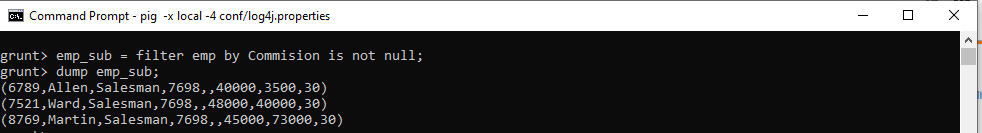 Command Prompt - pig -x local -4 conf/log4j.properties
grunt> emp_sub = filter emp by Commision is not null;
grunt> dump emp_sub;
(6789,Allen,Salesman,7698,,40000,3500,30)
(7521,Ward,Salesman,7698,,48000,40000,30)
(8769,Martin,Salesman,7698,,45000,73000,30)